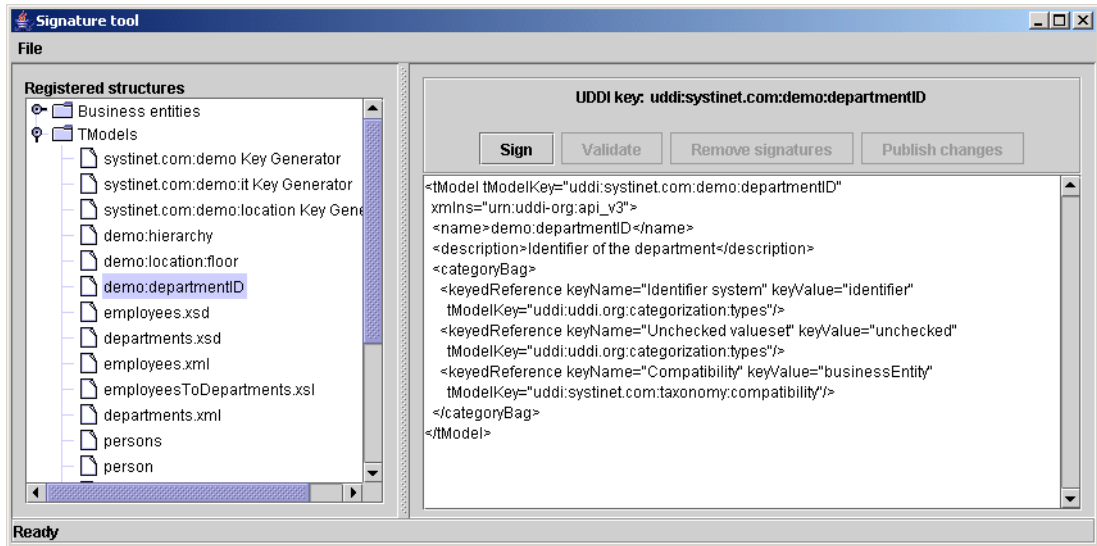 Signature tool
File
Registered structures
Business entities
TModels
systinet.com:demo Key Generator
systinet.com:demo:it Key Generator
systinet.com:demo:location Key Gene
demo:hierarchy
demo:location:floor
demo:departmentID
employees.xsd
departments.xsd
employees.xml
employeesToDepartments.xsl
departments.xml
persons
person
UDDI key: uddi:systinet.com:demo:departmentID
Sign Validate Remove signatures Publish changes
<tModel tModelKey="uddi:systinet.com:demo:departmentID"
xmlns="urn:uddi-org:api_v3">
<name>demo:departmentID</name>
<description>Identifier of the department</description>
<categoryBag>
<keyedReference keyName="Identifier system" keyValue="identifier"
tModelKey="uddi:uddi.org:categorization:types"/>
<keyedReference keyName="Unchecked valueset" keyValue="unchecked"
tModelKey="uddi:uddi.org:categorization:types"/>
<keyedReference keyName="Compatibility" keyValue="businessEntity"
tModelKey="uddi:systinet.com:taxonomy:compatibility"/>
</categoryBag>
</tModel>
Ready